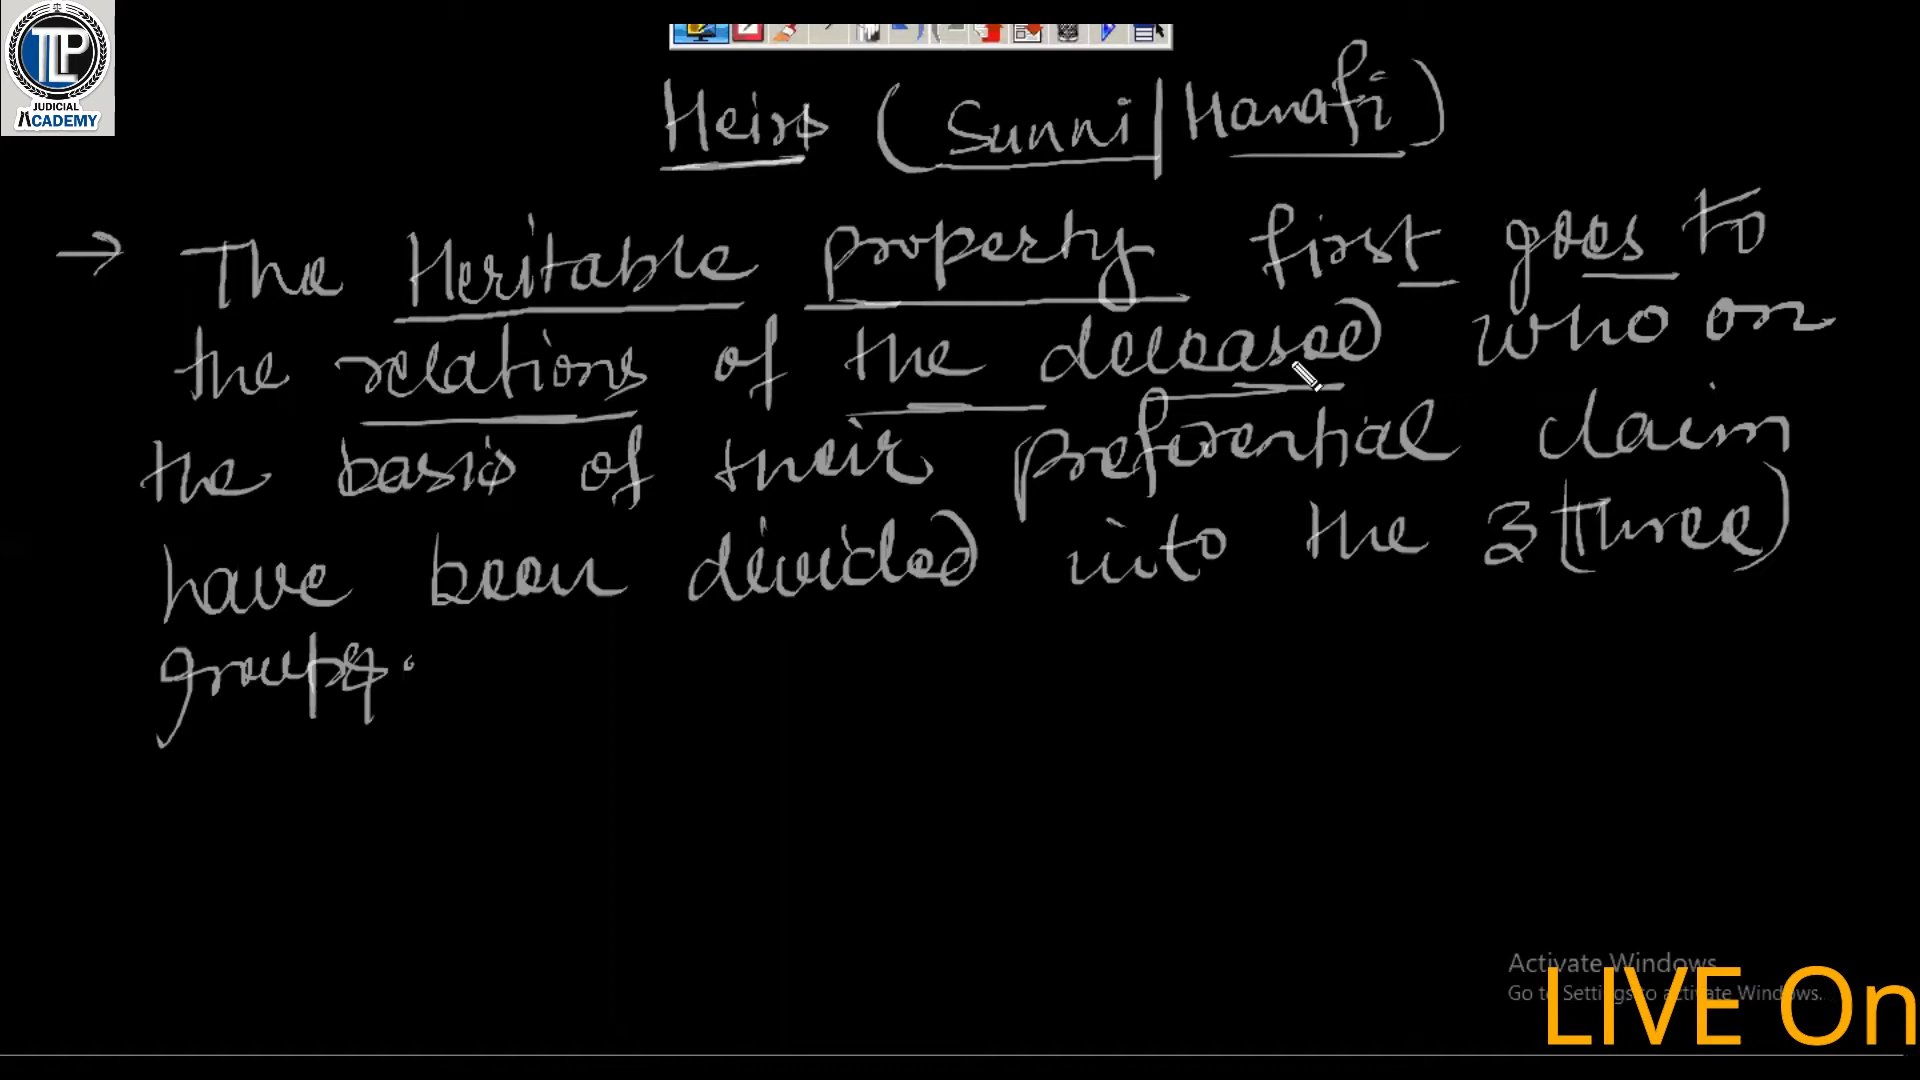 TLP
JUDICIAL
ACADEMY
Heirs (Sunni | Hanafi)
→ The Heritable property first goes to
the relations of the deceased who on
the basis of their preferential claim
have been divided into the 3 (three)
groups.
Activate Windows
Go to Settings to activate Windows.
LIVE On